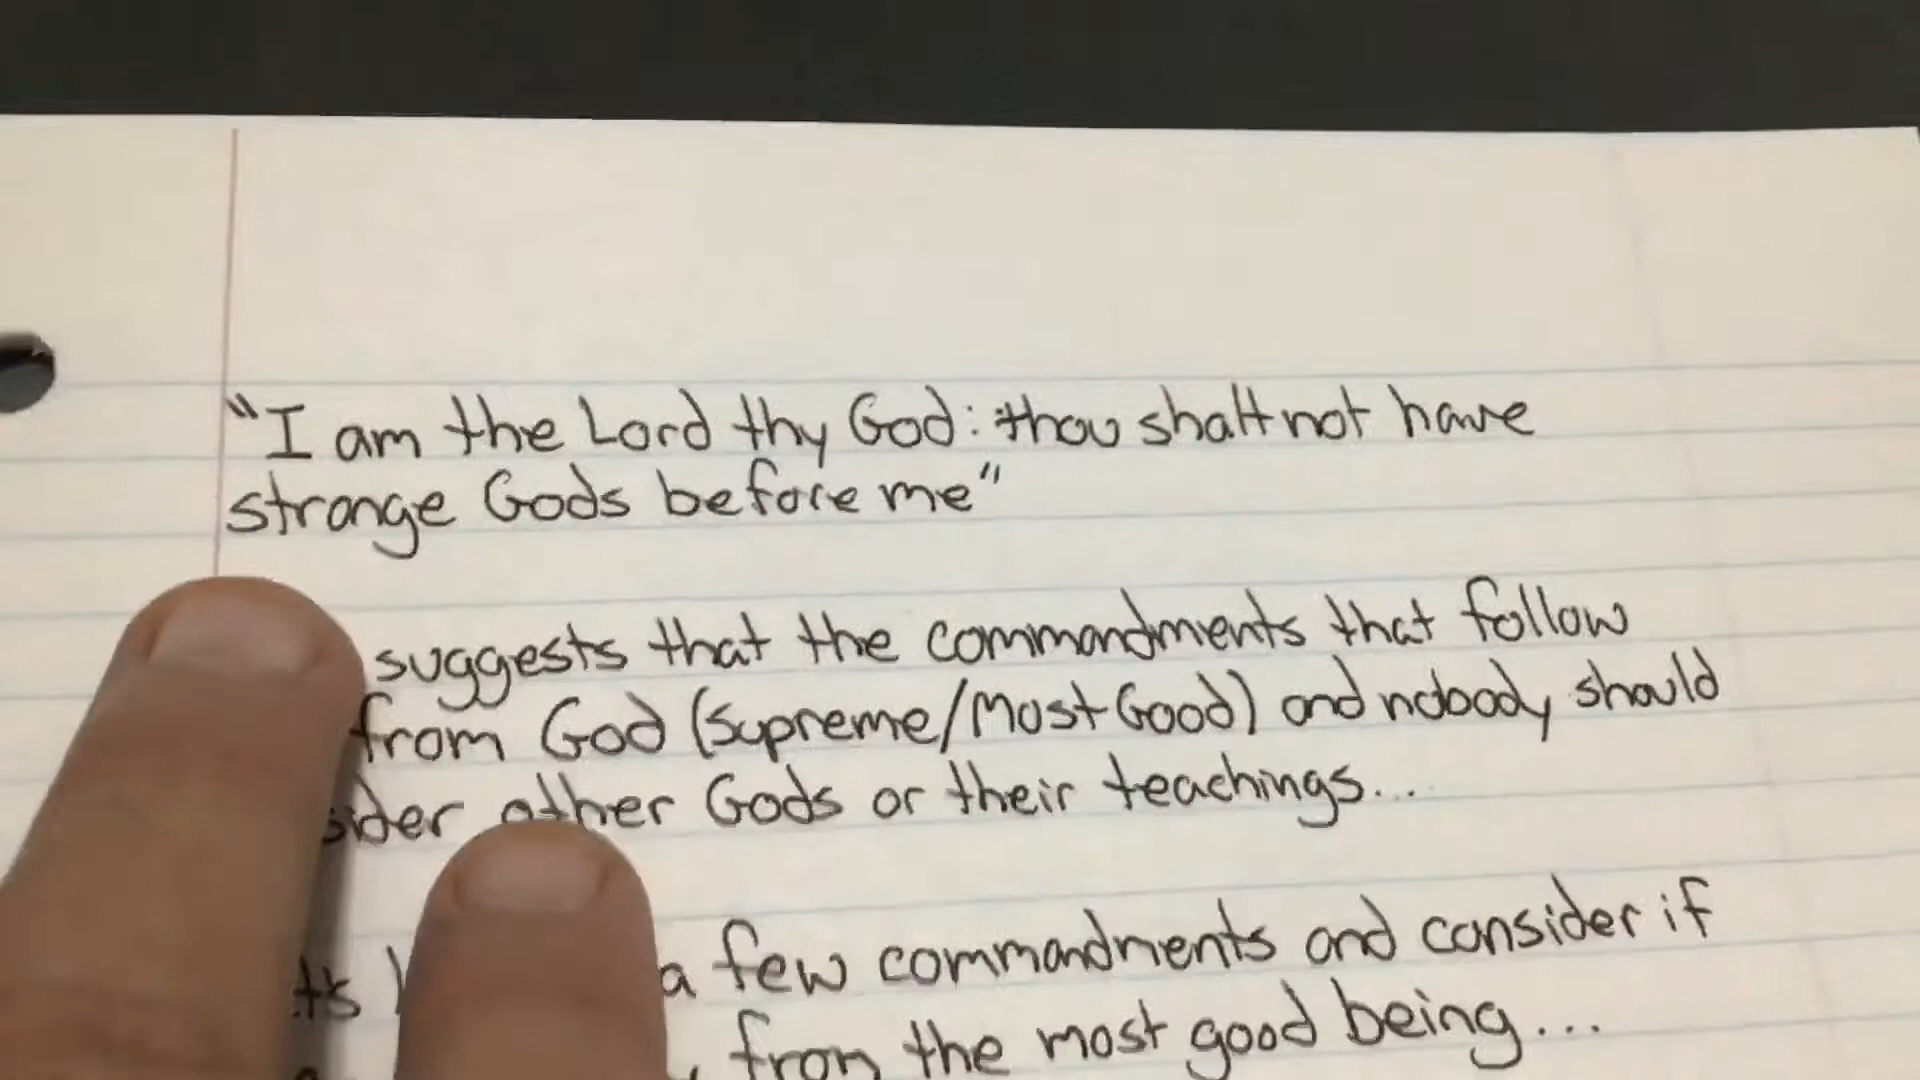 "I am the Lord thy God: thou shalt not have
strange Gods before me"
suggests that the commandments that follow
from God (Supreme/Most Good) and nobody should
other Gods or their teachings...
a few commandments and consider if
from the most good being...